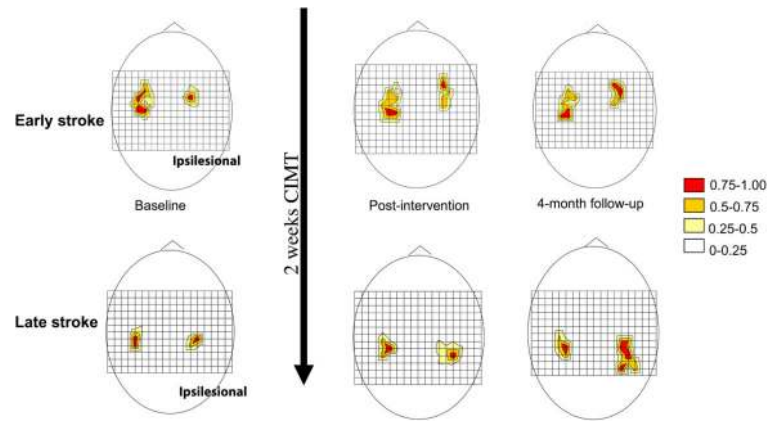 Early stroke
Ipsilesional
Baseline
2 weeks CIMT
Post-intervention
4-month follow-up
0.75-1.00
0.5-0.75
0.25-0.5
0-0.25
Late stroke
Ipsilesional